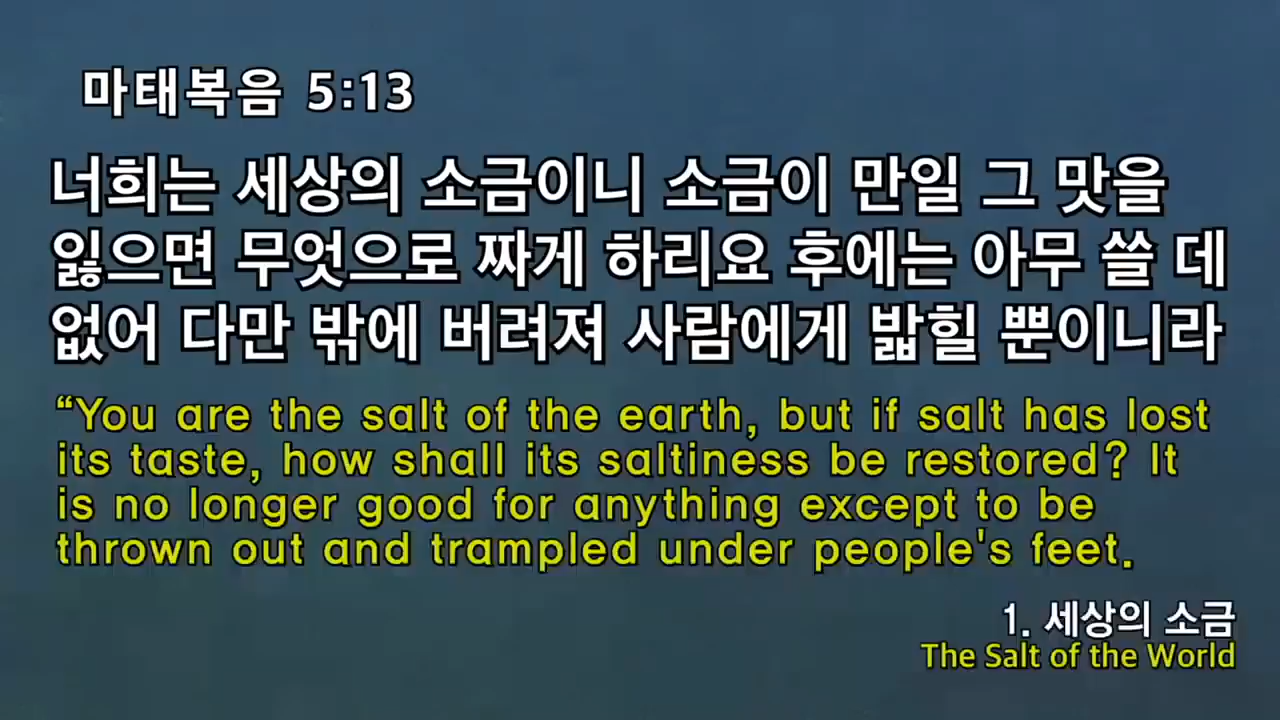 마태복음 5:13
너희는 세상의 소금이니 소금이 만일 그 맛을
잃으면 무엇으로 짜게 하리요 후에는 아무 쓸 데
없어 다만 밖에 버려져 사람에게 밟힐 뿐이니라
“You are the salt of the earth, but if salt has lost
its taste, how shall its saltiness be restored? It
is no longer good for anything except to be
thrown out and trampled under people's feet.
1. 세상의 소금
The Salt of the World